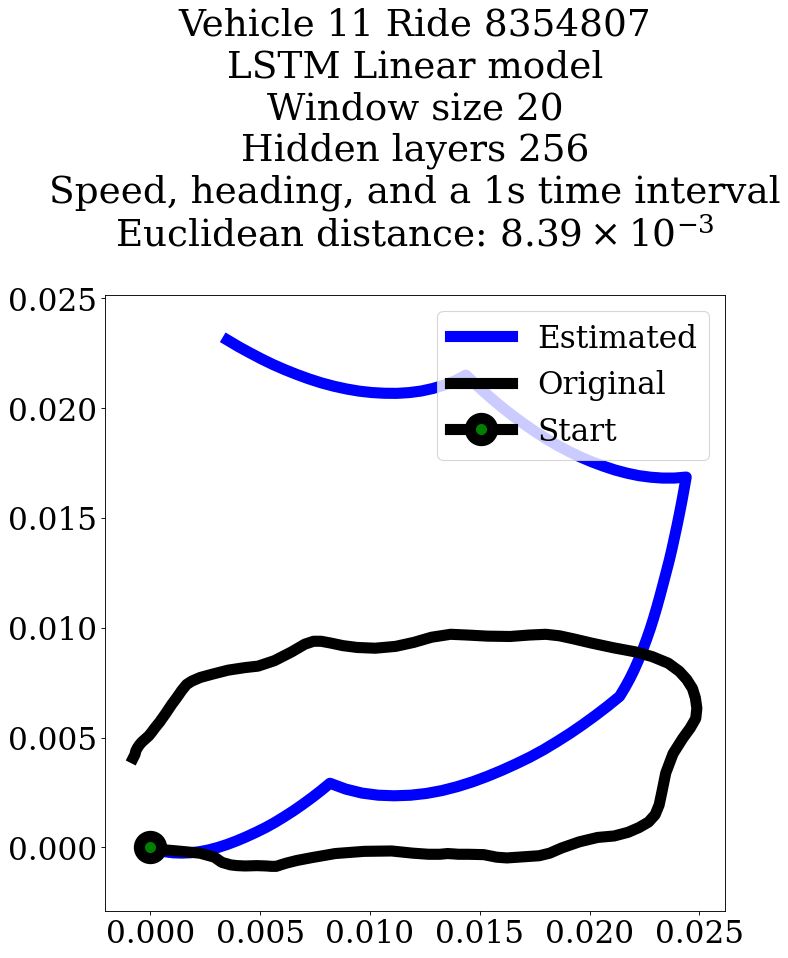 Vehicle 11 Ride 8354807
LSTM Linear model
Window size 20
Hidden layers 256
Speed, heading, and a 1s time interval
Euclidean distance: 8.39 × 10⁻³
0.025
0.020
0.015
0.010
0.005
0.000
Estimated
Original
Start
0.000 0.005 0.010 0.015 0.020 0.025